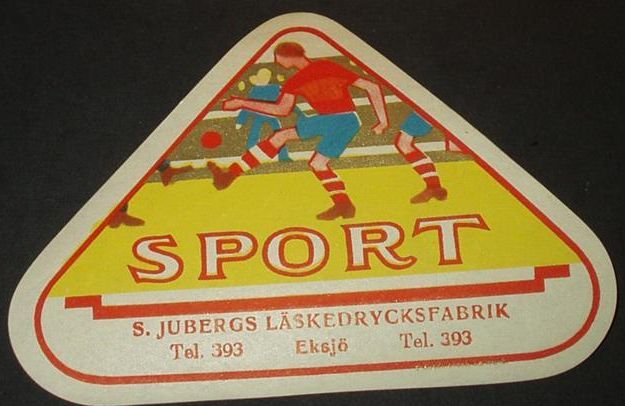 SPORT
S. JUBERGS LÄSKEDRYCKSFABRIK
Tel. 393 Eksjö Tel. 393